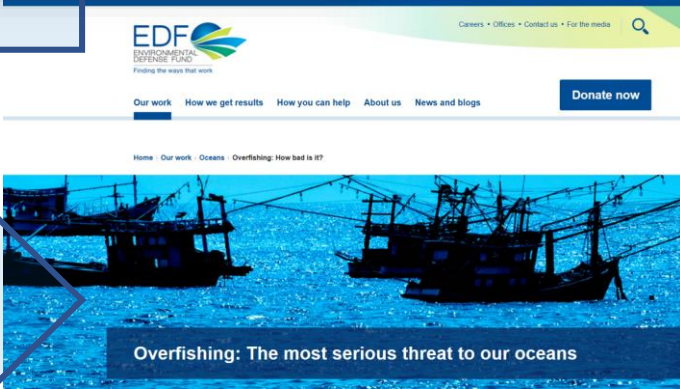 Careers • Offices • Contact us • For the media
EDF
ENVIRONMENTAL
DEFENSE FUND
Finding the ways that work
Donate now
Our work How we get results How you can help About us News and blogs
Home › Our work › Oceans › Overfishing: How bad is it?
Overfishing: The most serious threat to our oceans